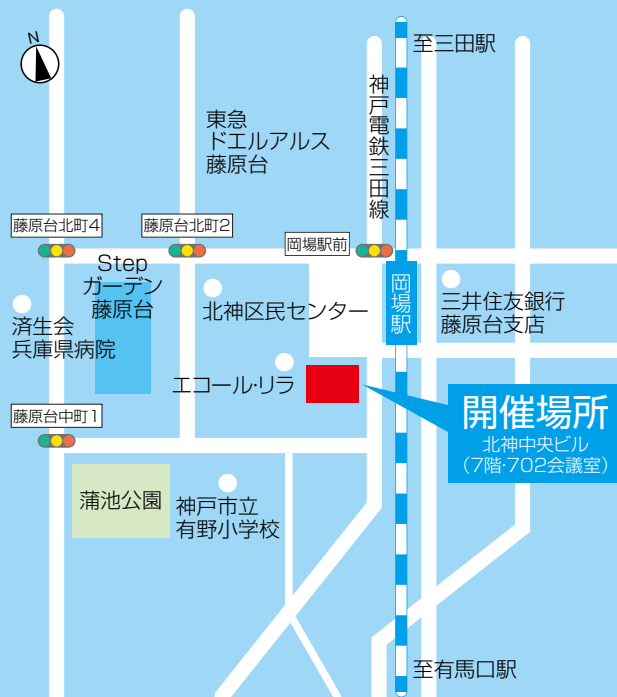 N
至三田駅
神戸電鉄三田線
東急
ドエルアルス
藤原台
藤原台北町4
藤原台北町2
岡場駅前
Step
ガーデン
藤原台
北神区民センター
岡場駅
三井住友銀行
藤原台支店
済生会
兵庫県病院
エコール・リラ
開催場所
北神中央ビル
(7階・702会議室)
藤原台中町1
蒲池公園
神戸市立
有野小学校
至有馬口駅